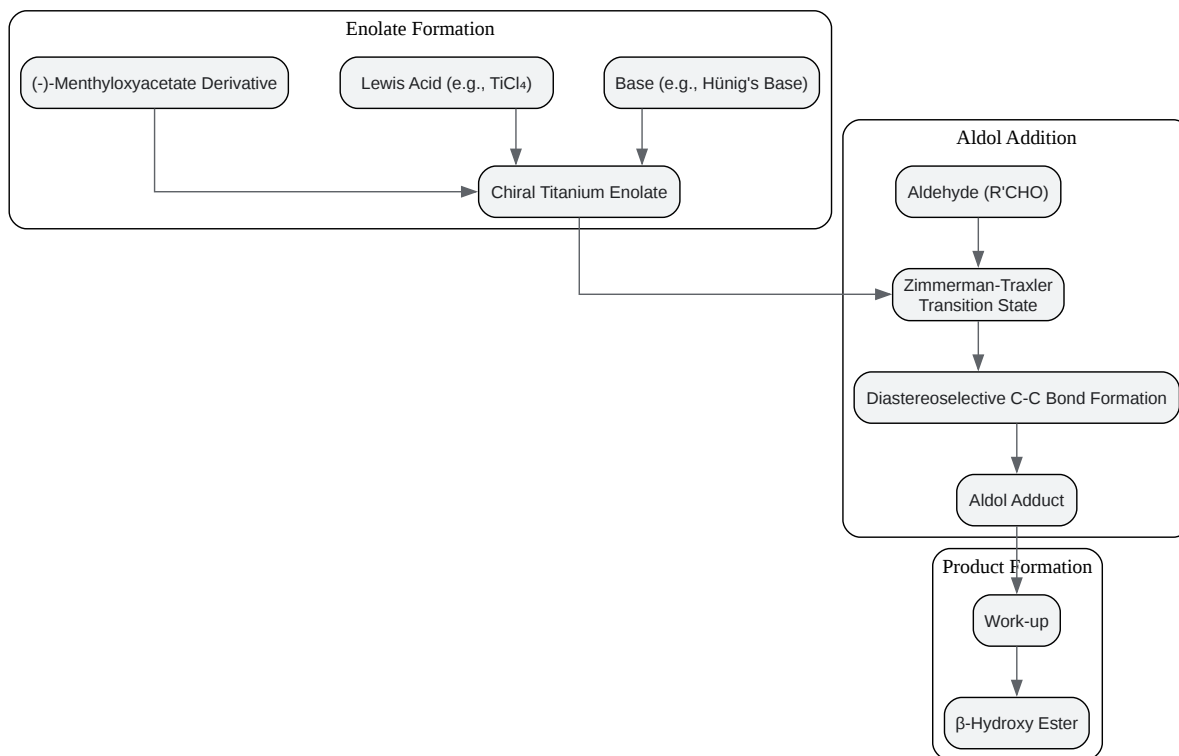 Enolate Formation
(-)-Menthyloxyacetate Derivative
Lewis Acid (e.g., TiCl₄)
Base (e.g., Hünig's Base)
Chiral Titanium Enolate
Aldol Addition
Aldehyde (R'CHO)
Zimmerman-Traxler
Transition State
Diastereoselective C-C Bond Formation
Aldol Adduct
Product Formation
Work-up
β-Hydroxy Ester